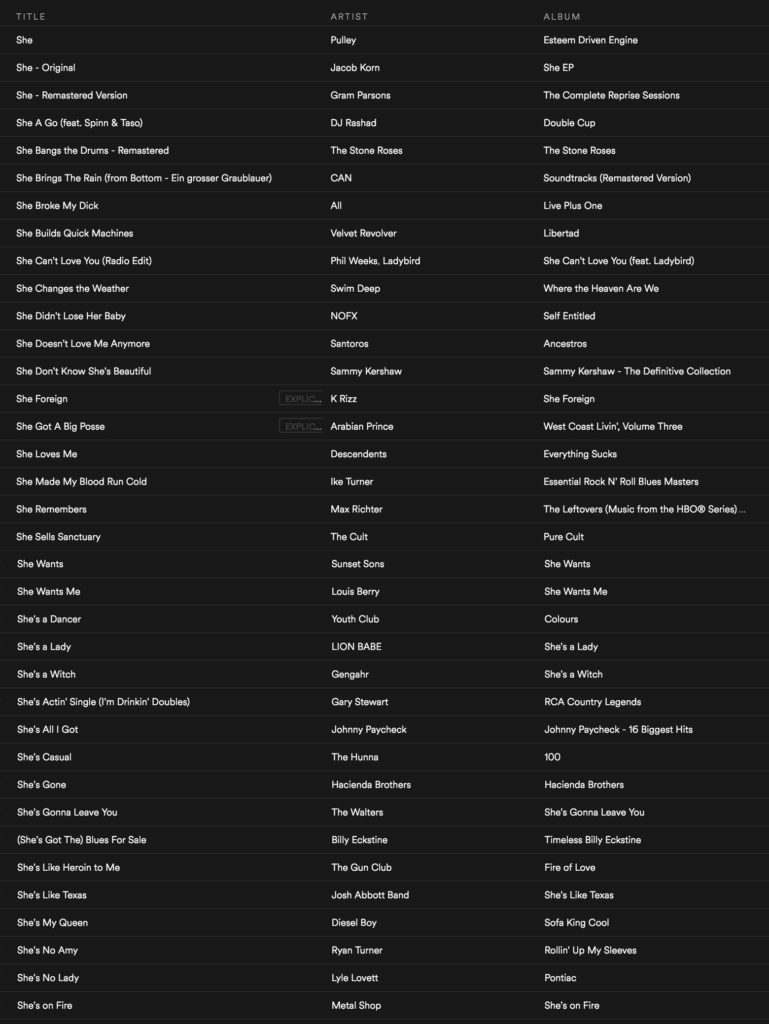 TITLE ARTIST ALBUM
She Pulley Esteem Driven Engine
She - Original Jacob Korn She EP
She - Remastered Version Gram Parsons The Complete Reprise Sessions
She A Go (feat. Spinn & Taso) DJ Rashad Double Cup
She Bangs the Drums - Remastered The Stone Roses The Stone Roses
She Brings The Rain (from Bottom - Ein grosser Graublauer) CAN Soundtracks (Remastered Version)
She Broke My Dick All Live Plus One
She Builds Quick Machines Velvet Revolver Libertad
She Can't Love You (Radio Edit) Phil Weeks, Ladybird She Can't Love You (feat. Ladybird)
She Changes the Weather Swim Deep Where the Heaven Are We
She Didn't Lose Her Baby NOFX Self Entitled
She Doesn't Love Me Anymore Santoros Ancestros
She Don't Know She's Beautiful Sammy Kershaw Sammy Kershaw - The Definitive Collection
She Foreign EXPLIC... K Rizz She Foreign
She Got A Big Posse EXPLIC... Arabian Prince West Coast Livin', Volume Three
She Loves Me Descendents Everything Sucks
She Made My Blood Run Cold Ike Turner Essential Rock N' Roll Blues Masters
She Remembers Max Richter The Leftovers (Music from the HBO® Series) ...
She Sells Sanctuary The Cult Pure Cult
She Wants Sunset Sons She Wants
She Wants Me Louis Berry She Wants Me
She's a Dancer Youth Club Colours
She's a Lady LION BABE She's a Lady
She's a Witch Gengahr She's a Witch
She's Actin' Single (I'm Drinkin' Doubles) Gary Stewart RCA Country Legends
She's All I Got Johnny Paycheck Johnny Paycheck - 16 Biggest Hits
She's Casual The Hunna 100
She's Gone Hacienda Brothers Hacienda Brothers
She's Gonna Leave You The Walters She's Gonna Leave You
(She's Got The) Blues For Sale Billy Eckstine Timeless Billy Eckstine
She's Like Heroin to Me The Gun Club Fire of Love
She's Like Texas Josh Abbott Band She's Like Texas
She's My Queen Diesel Boy Sofa King Cool
She's No Amy Ryan Turner Rollin' Up My Sleeves
She's No Lady Lyle Lovett Pontiac
She's on Fire Metal Shop She's on Fire